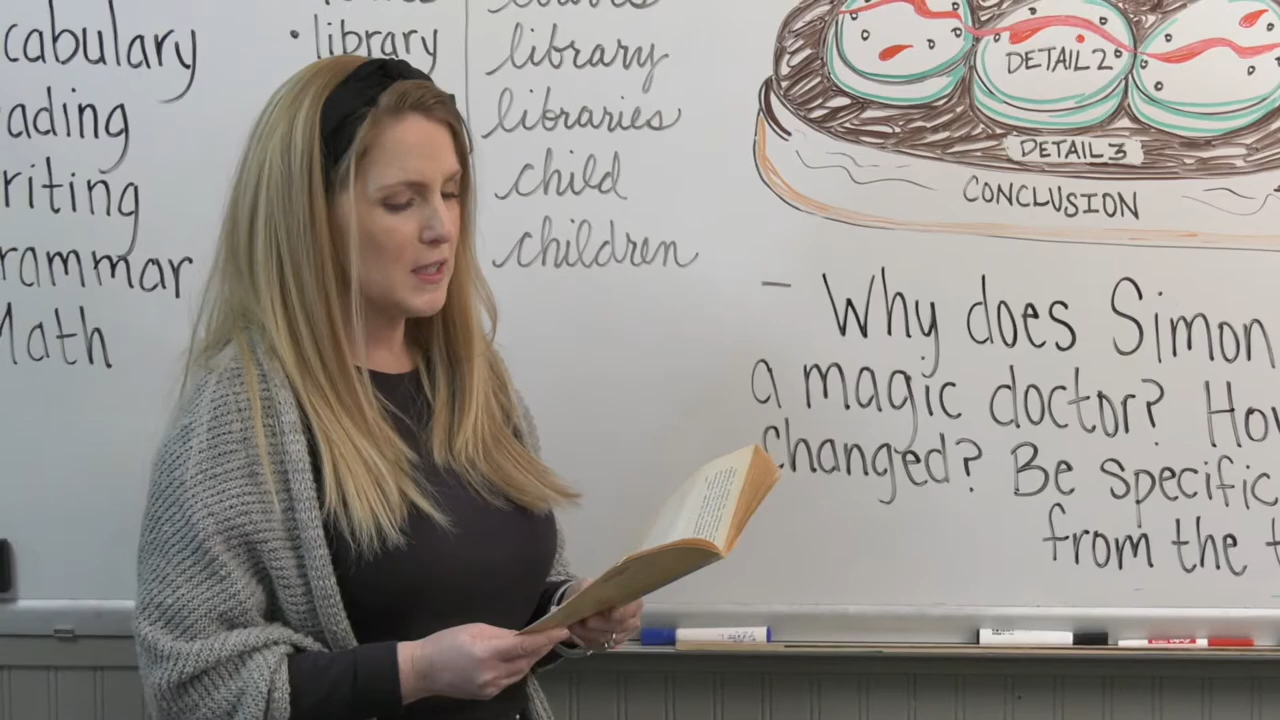 cabulary
ading
riting
rammar
Math
• library
library
libraries
child
children
DETAIL 2
DETAIL 3
CONCLUSION
– Why does Simon
a magic doctor? How
changed? Be specific
from the t